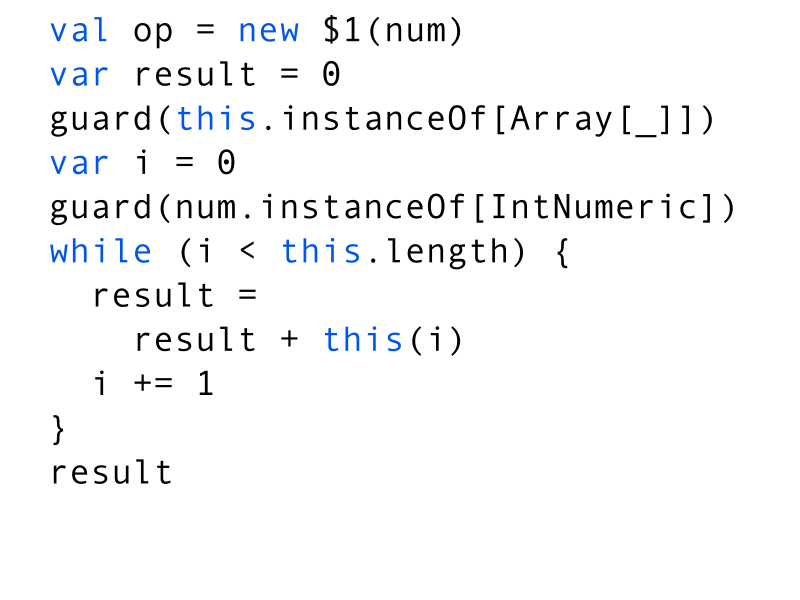 val op = new $1(num)
var result = 0
guard(this.instanceOf[Array[_]])
var i = 0
guard(num.instanceOf[IntNumeric])
while (i < this.length) {
  result =
    result + this(i)
  i += 1
}
result